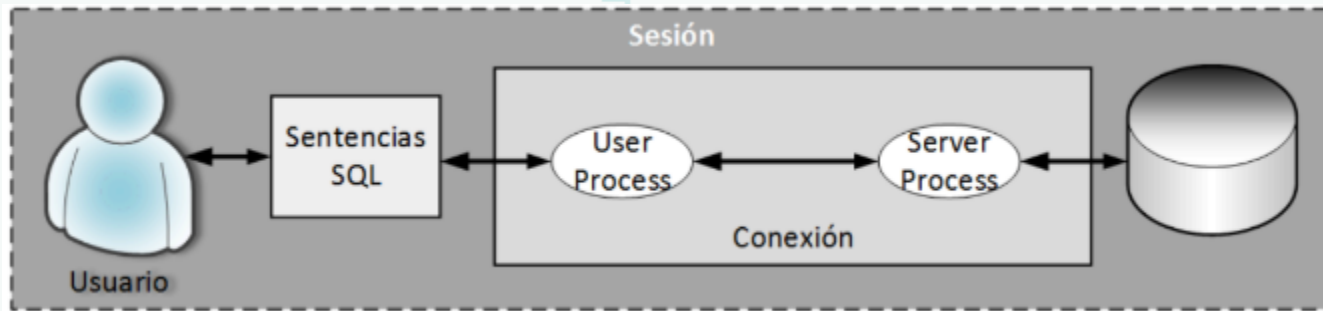 Sesión
Sentencias
SQL
User
Process
Server
Process
Conexión
Usuario